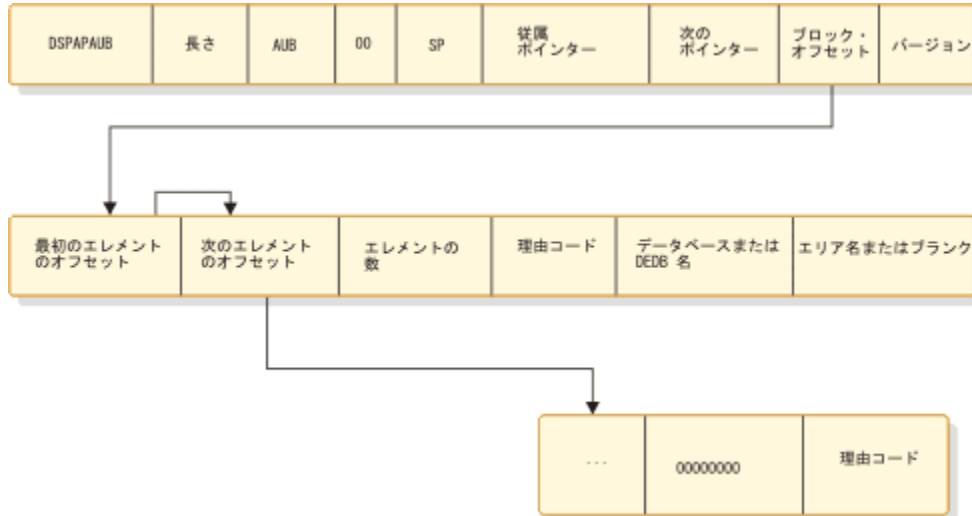 DSPAPAUB
長さ
AUB
00
SP
従属
ポインター
次の
ポインター
ブロック・
オフセット
バージョン
最初のエレメント
のオフセット
次のエレメント
のオフセット
エレメントの
数
理由コード
データベースまたは
DEDB 名
エリア名またはブランク
...
00000000
理由コード